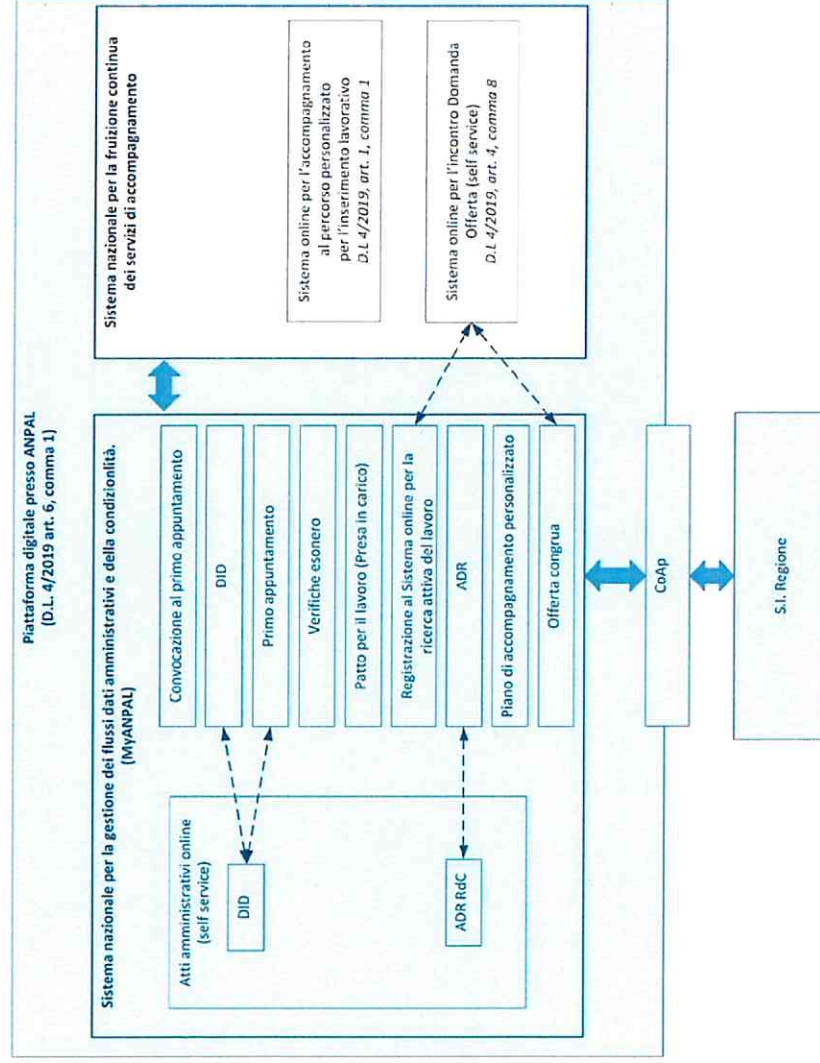 Piattaforma digitale presso ANPAL
(D.L. 4/2019 art. 6, comma 1)
Sistema nazionale per la gestione dei flussi dati amministrativi e della condizionlità.
(MyANPAL)
Atti amministrativi online
(self service)
DID
ADR RdC
Convocazione al primo appuntamento
DID
Primo appuntamento
Verifiche esonero
Patto per il lavoro (Presa in carico)
Registrazione al Sistema online per la
ricerca attiva del lavoro
ADR
Piano di accompagnamento personalizzato
Offerta congrua
Sistema nazionale per la fruizione continua
dei servizi di accompagnamento
Sistema online per l'accompagnamento
al percorso personalizzato
per l'inserimento lavorativo
D.L 4/2019, art. 1, comma 1
Sistema online per l'incontro Domanda
Offerta (self service)
D.L 4/2019, art. 4, comma 8
CoAp
S.I. Regione